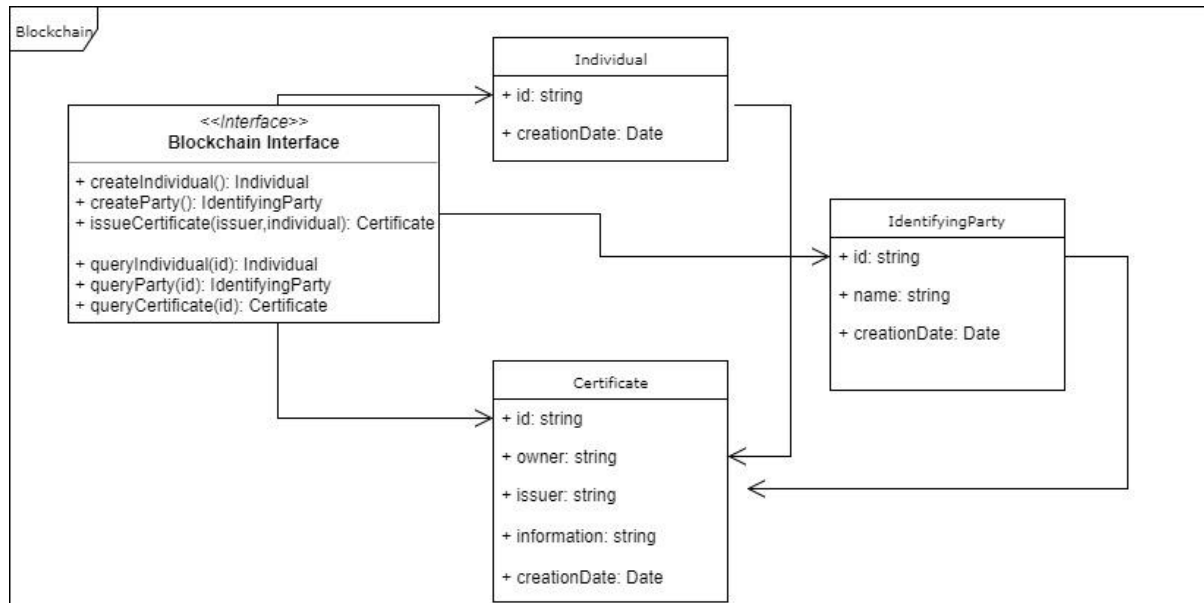 Blockchain
<<Interface>>
Blockchain Interface
+ createIndividual(): Individual
+ createParty(): IdentifyingParty
+ issueCertificate(issuer,individual): Certificate
+ queryIndividual(id): Individual
+ queryParty(id): IdentifyingParty
+ queryCertificate(id): Certificate
Individual
+ id: string
+ creationDate: Date
IdentifyingParty
+ id: string
+ name: string
+ creationDate: Date
Certificate
+ id: string
+ owner: string
+ issuer: string
+ information: string
+ creationDate: Date